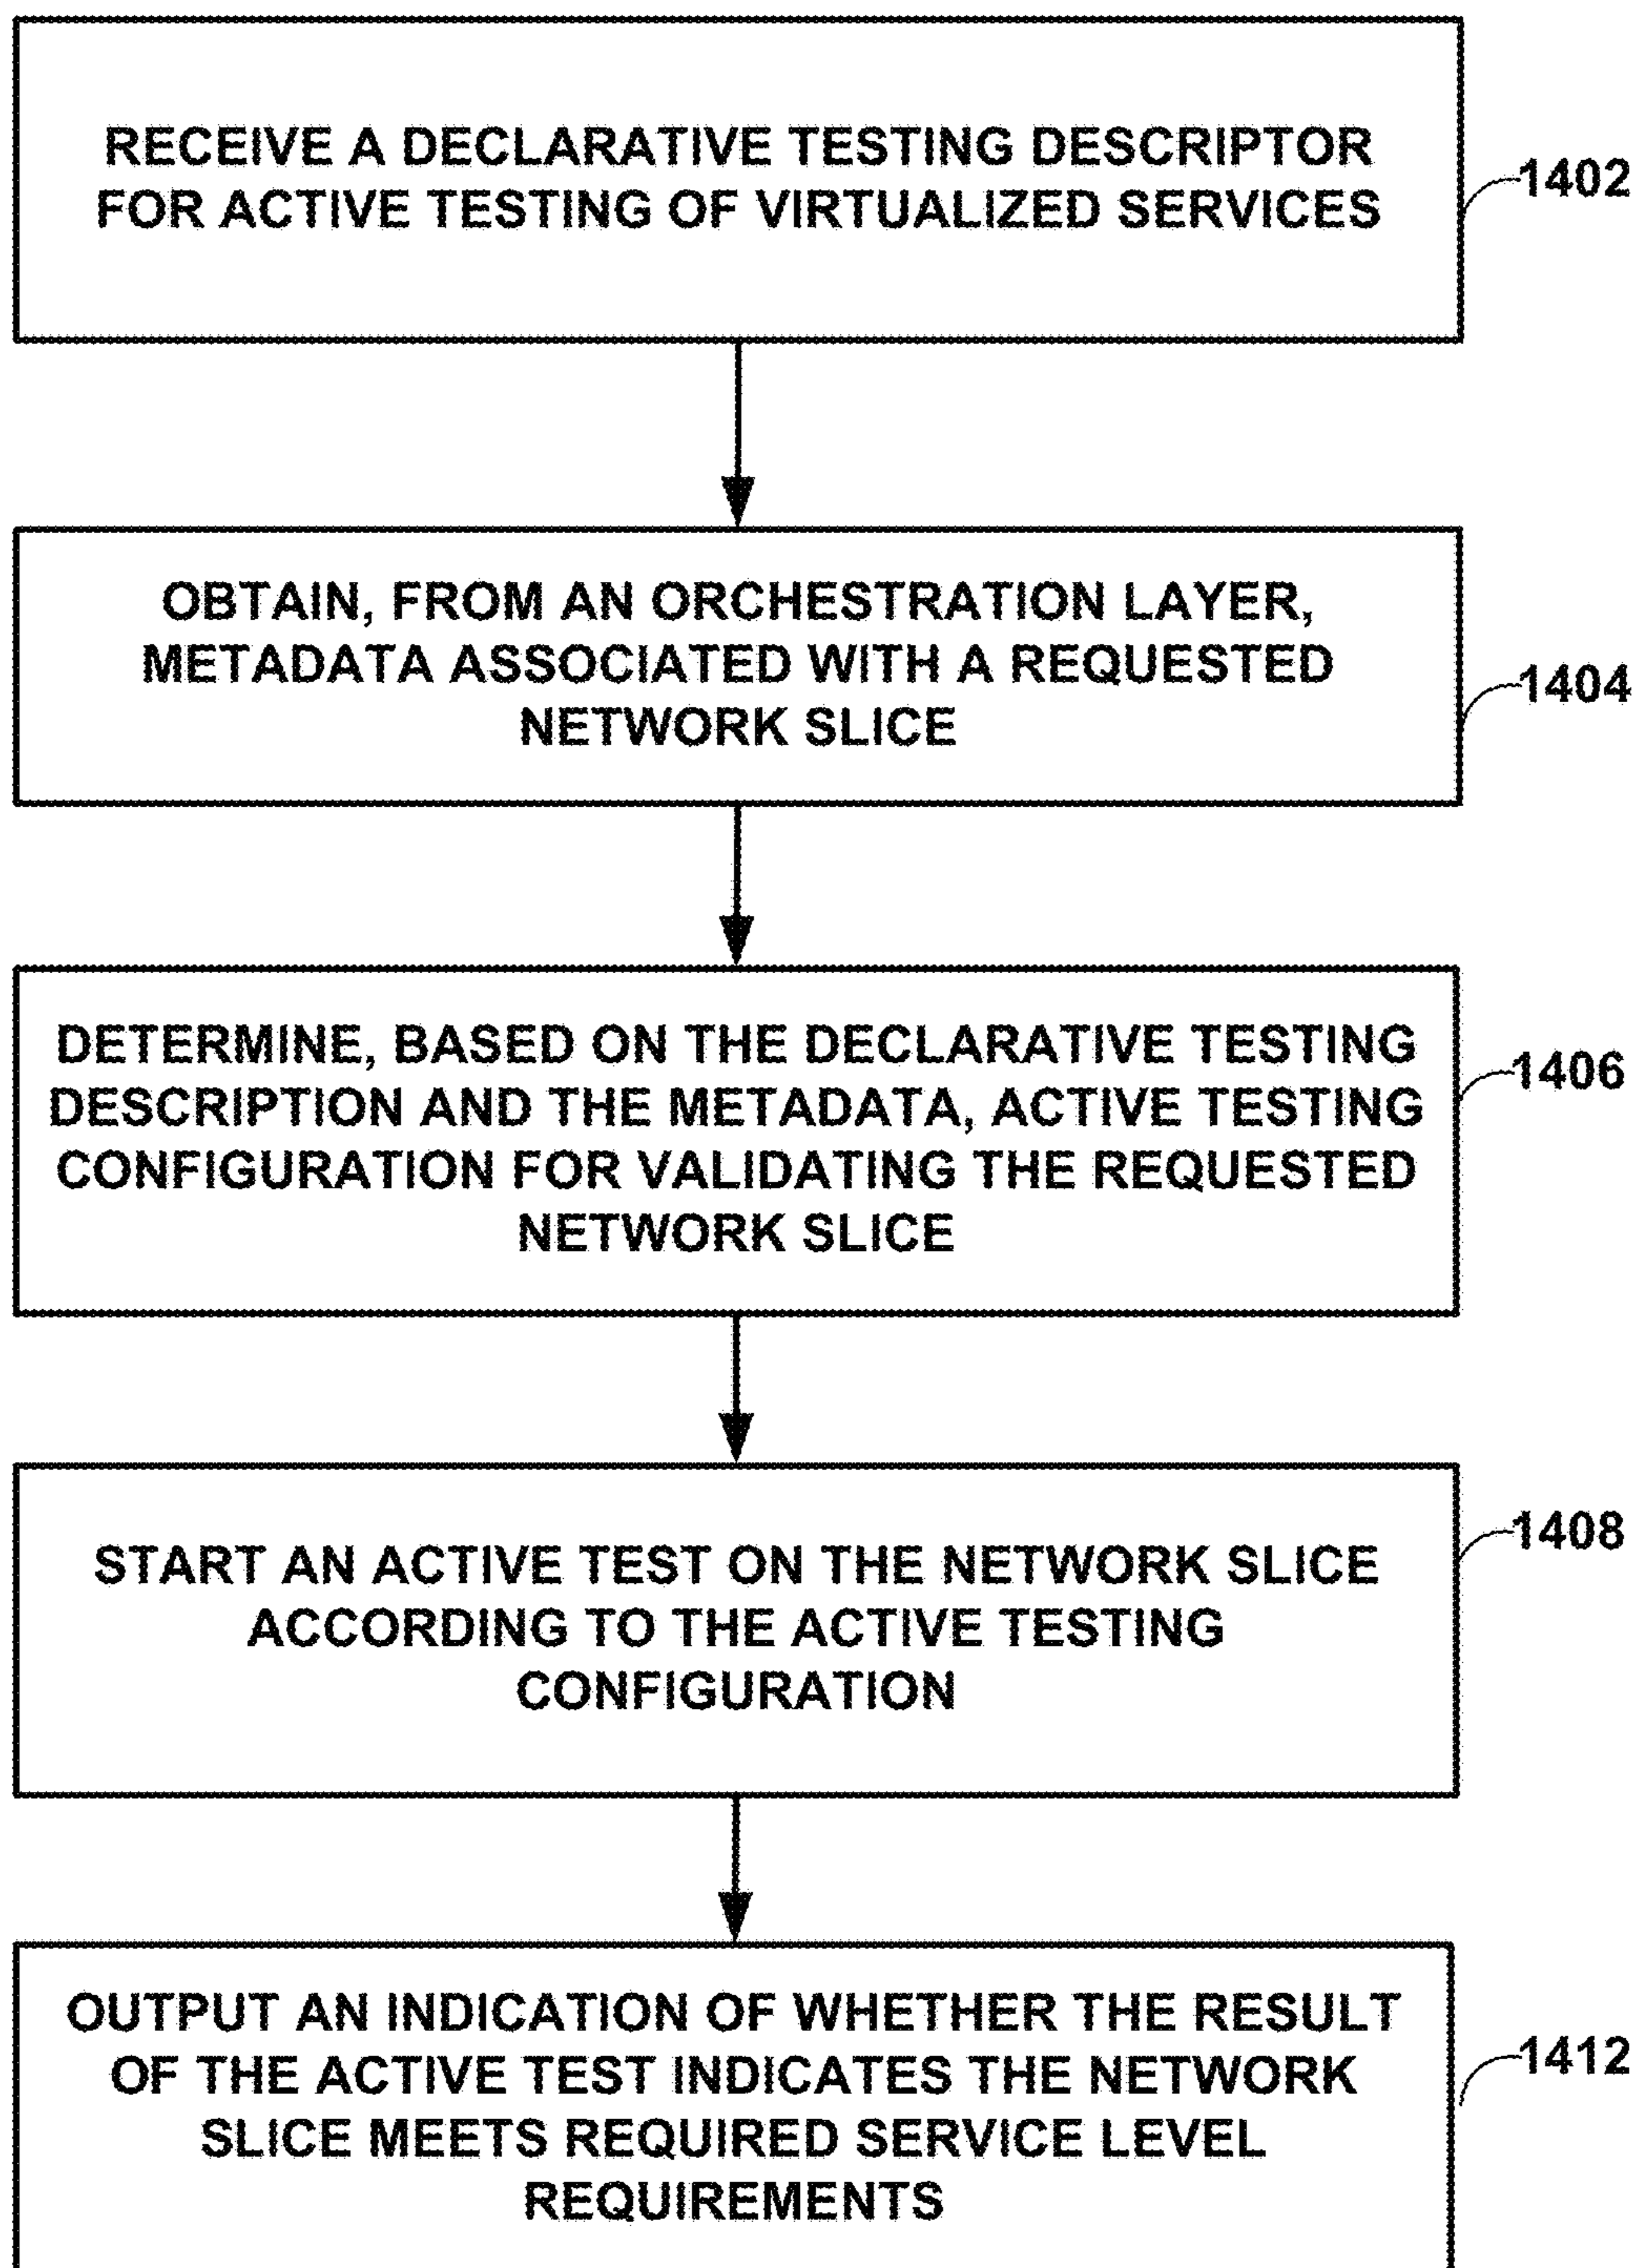 RECEIVE A DECLARATIVE TESTING DESCRIPTOR
FOR ACTIVE TESTING OF VIRTUALIZED SERVICES
1402
OBTAIN, FROM AN ORCHESTRATION LAYER,
METADATA ASSOCIATED WITH A REQUESTED
NETWORK SLICE
1404
DETERMINE, BASED ON THE DECLARATIVE TESTING
DESCRIPTION AND THE METADATA, ACTIVE TESTING
CONFIGURATION FOR VALIDATING THE REQUESTED
NETWORK SLICE
1406
START AN ACTIVE TEST ON THE NETWORK SLICE
ACCORDING TO THE ACTIVE TESTING
CONFIGURATION
1408
OUTPUT AN INDICATION OF WHETHER THE RESULT
OF THE ACTIVE TEST INDICATES THE NETWORK
SLICE MEETS REQUIRED SERVICE LEVEL
REQUIREMENTS
1412